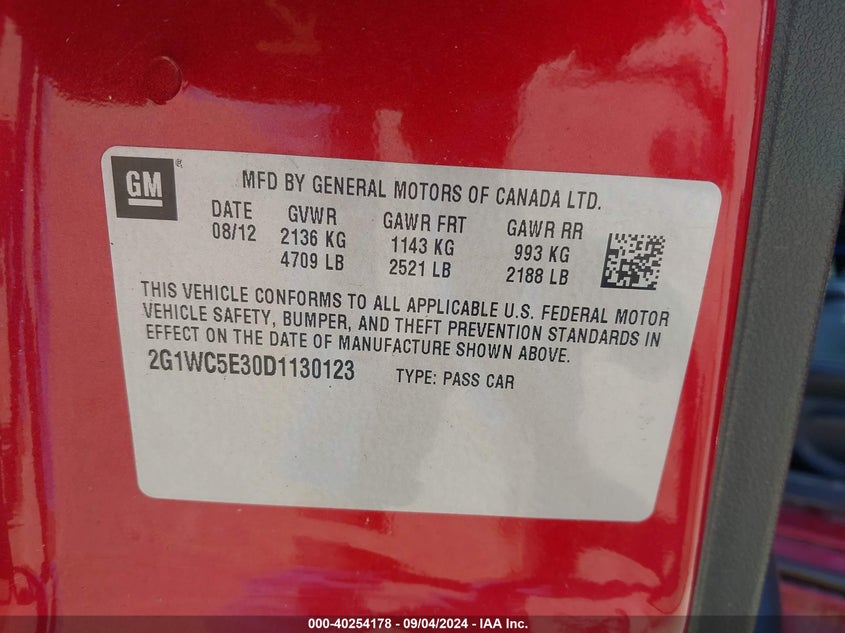 GM
®
MFD BY GENERAL MOTORS OF CANADA LTD.
DATE GVWR GAWR FRT GAWR RR
08/12 2136 KG 1143 KG 993 KG
4709 LB 2521 LB 2188 LB
THIS VEHICLE CONFORMS TO ALL APPLICABLE U.S. FEDERAL MOTOR
VEHICLE SAFETY, BUMPER, AND THEFT PREVENTION STANDARDS IN
EFFECT ON THE DATE OF MANUFACTURE SHOWN ABOVE.
2G1WC5E30D1130123 TYPE: PASS CAR
000-40254178 - 09/04/2024 - IAA Inc.